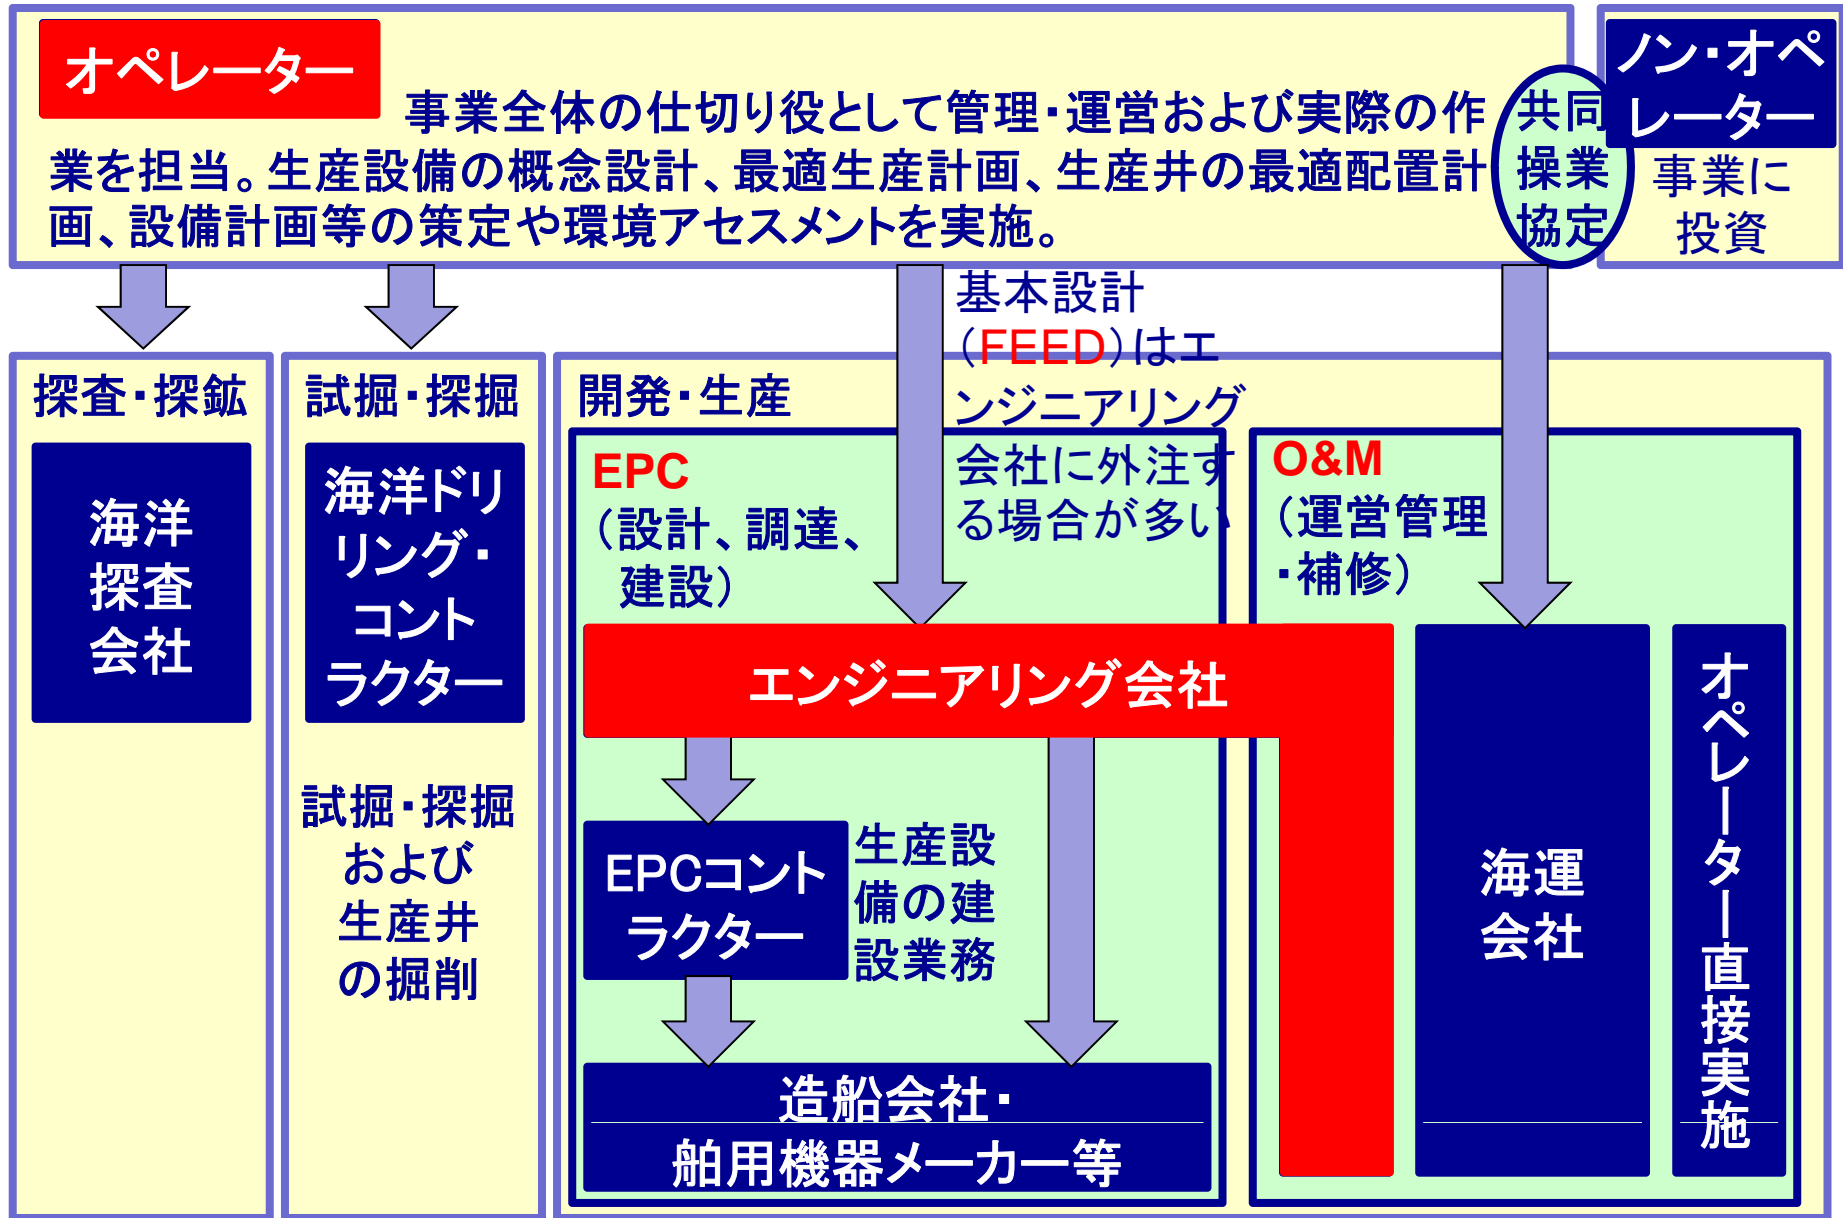 オペレーター
事業全体の仕切り役として管理・運営および実際の作
業を担当。生産設備の概念設計、最適生産計画、生産井の最適配置計
画、設備計画等の策定や環境アセスメントを実施。
共同
操業
協定
ノン・オペ
レーター
事業に
投資
基本設計
（FEED）はエ
ンジニアリング
会社に外注す
る場合が多い
探査・探鉱
海洋
探査
会社
試掘・探掘
海洋ドリ
リング・
コント
ラクター
試掘・探掘
および
生産井
の掘削
開発・生産
EPC
（設計、調達、
建設）
O&M
（運営管理
・補修）
エンジニアリング会社
EPCコント
ラクター
生産設
備の建
設業務
造船会社・
舶用機器メーカー等
海運
会社
オペレーター直接実施